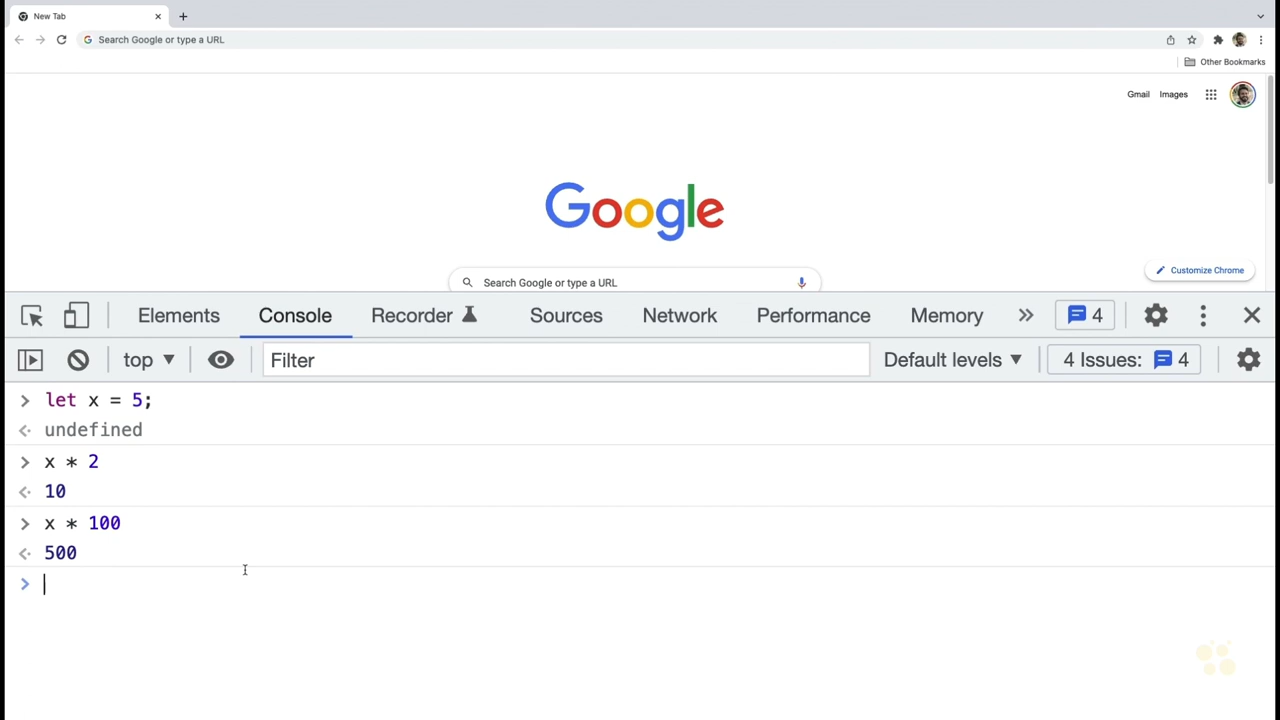 New Tab
Search Google or type a URL
Other Bookmarks
Gmail Images
Google
Search Google or type a URL
Customize Chrome
Elements Console Recorder Sources Network Performance Memory 4
top Filter Default levels 4 Issues: 4
let x = 5;
undefined
x * 2
10
x * 100
500